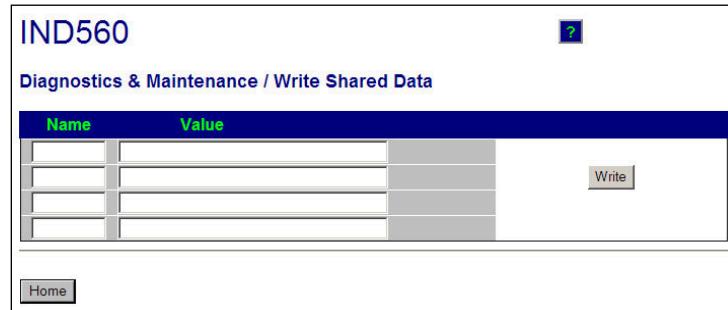 IND560 ?
Diagnostics & Maintenance / Write Shared Data
Name Value
Write
Home